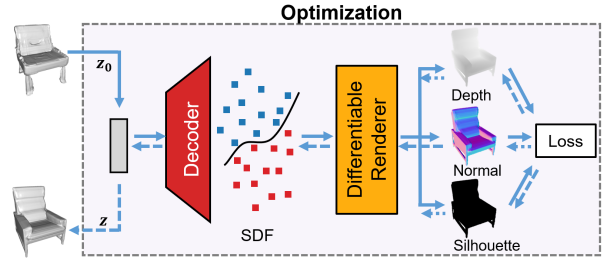 Optimization
z₀
Decoder
SDF
Differentiable
Renderer
Depth
Normal
Silhouette
Loss
z